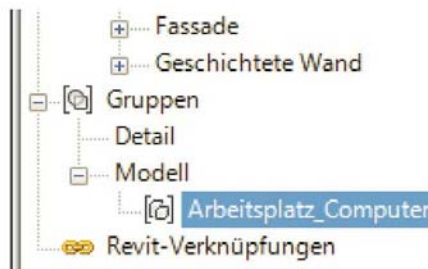 Fassade
Geschichtete Wand
Gruppen
Detail
Modell
Arbeitsplatz_Computer
Revit-Verknüpfungen